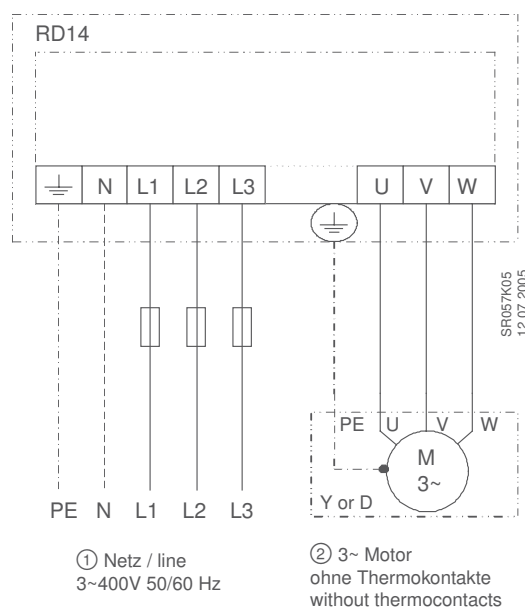 RD14
N L1 L2 L3 U V W
SR057K05
12.07.2005
PE U V W
M
3~
Y or D
PE N L1 L2 L3
① Netz / line
3~400V 50/60 Hz
② 3~ Motor
ohne Thermokontakte
without thermocontacts